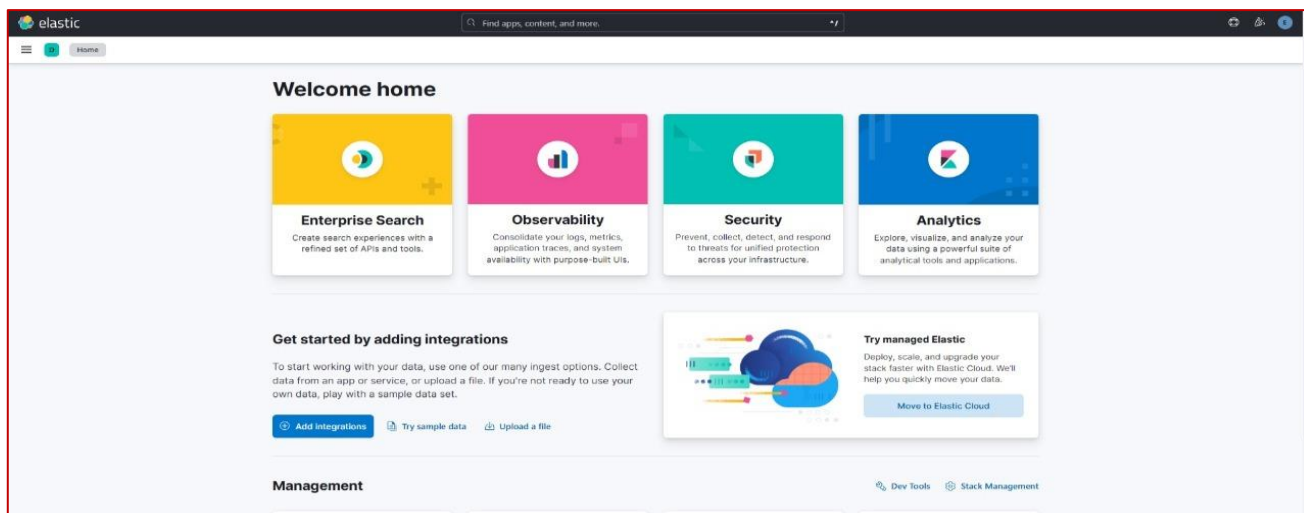 elastic
Find apps, content, and more.
^/
E
D
Home
Welcome home
Enterprise Search
Create search experiences with a
refined set of APIs and tools.
Observability
Consolidate your logs, metrics,
application traces, and system
availability with purpose-built UIs.
Security
Prevent, collect, detect, and respond
to threats for unified protection
across your infrastructure.
Analytics
Explore, visualize, and analyze your
data using a powerful suite of
analytical tools and applications.
Get started by adding integrations
To start working with your data, use one of our many ingest options. Collect
data from an app or service, or upload a file. If you're not ready to use your
own data, play with a sample data set.
Add integrations
Try sample data
Upload a file
Try managed Elastic
Deploy, scale, and upgrade your
stack faster with Elastic Cloud. We'll
help you quickly move your data.
Move to Elastic Cloud
Management
Dev Tools
Stack Management